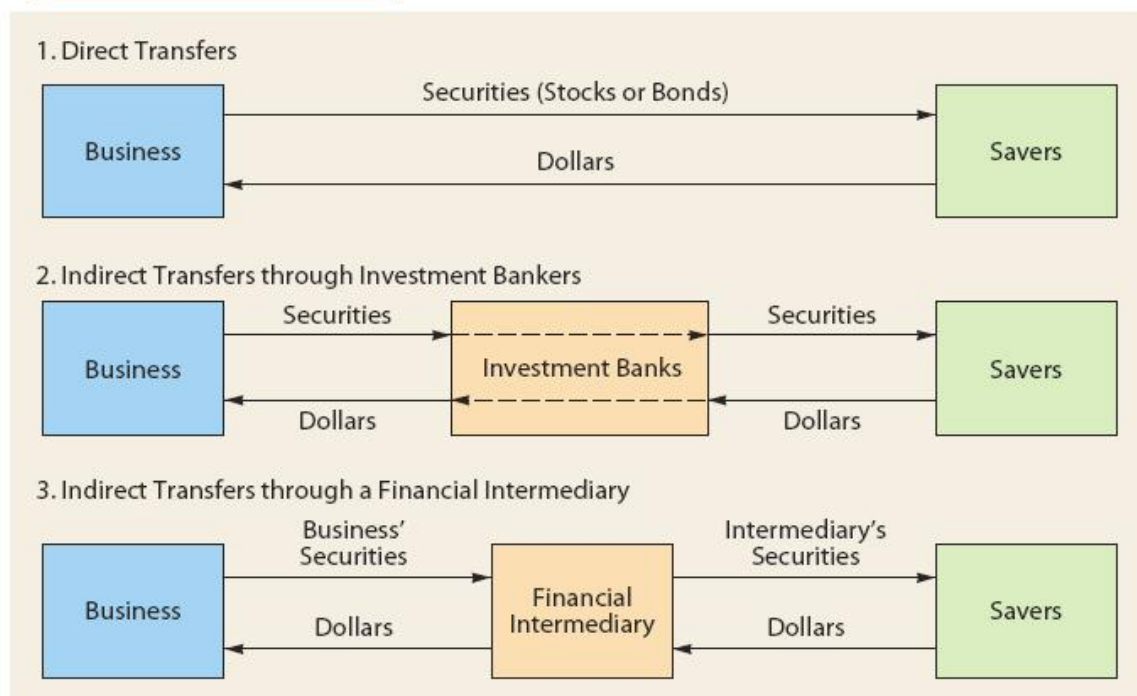 1. Direct Transfers
Securities (Stocks or Bonds)
Business
Savers
Dollars
2. Indirect Transfers through Investment Bankers
Securities
Securities
Business
Investment Banks
Savers
Dollars
Dollars
3. Indirect Transfers through a Financial Intermediary
Business'
Securities
Intermediary's
Securities
Business
Financial
Intermediary
Savers
Dollars
Dollars